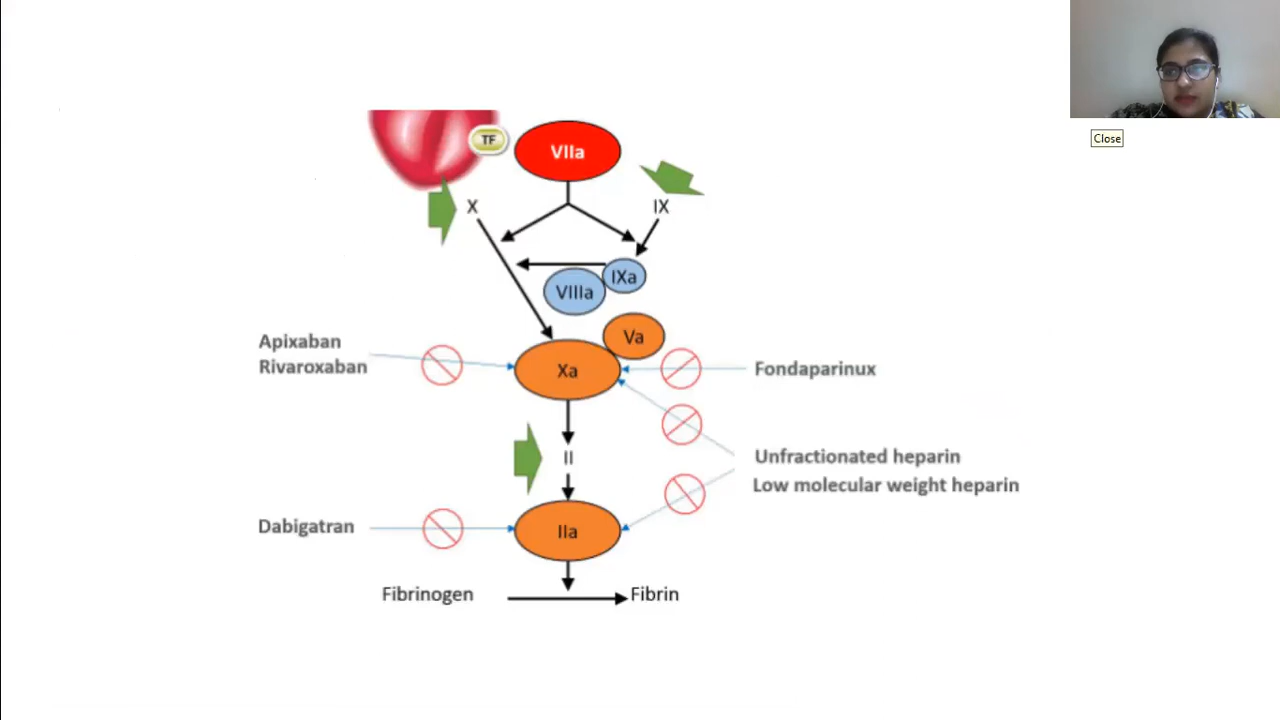 TF
VIIa
Close
X
IX
IXa
VIIIa
Va
Apixaban
Rivaroxaban
Xa
Fondaparinux
II
Unfractionated heparin
Low molecular weight heparin
Dabigatran
IIa
Fibrinogen
Fibrin